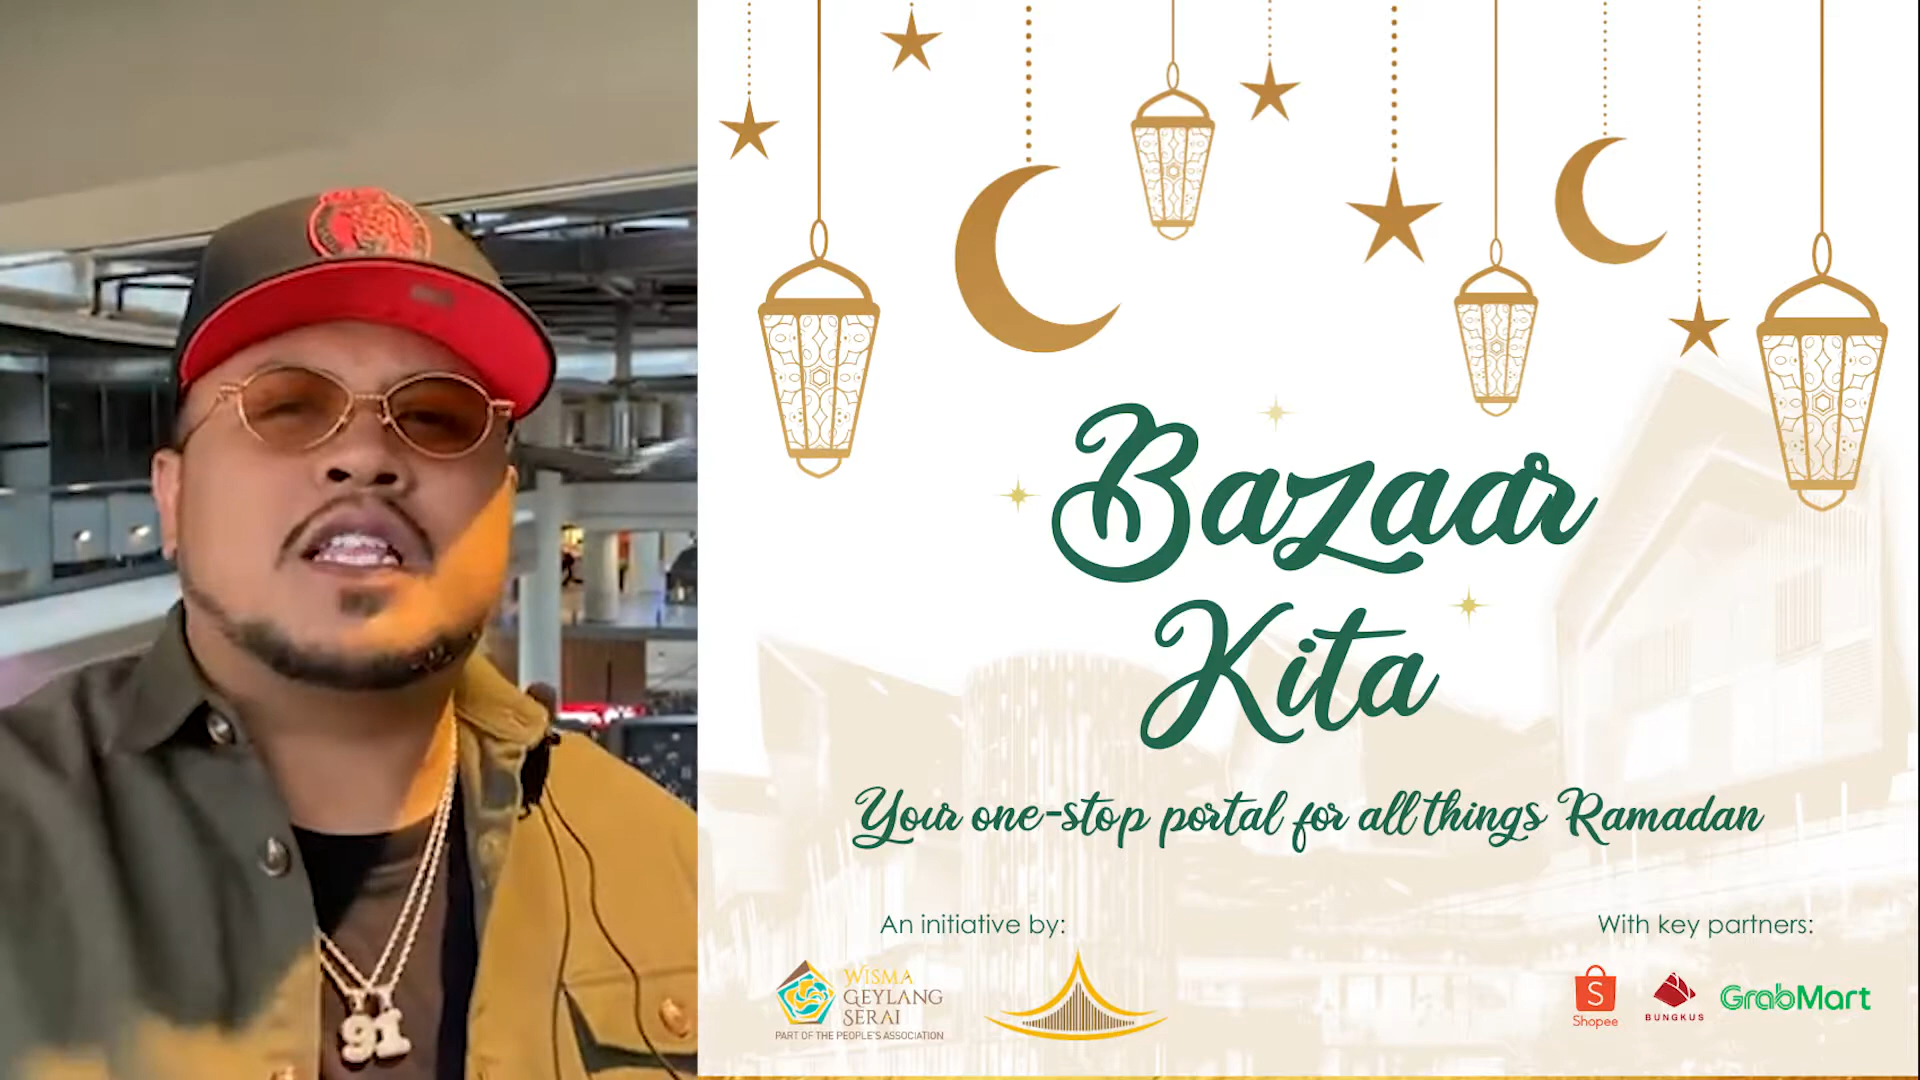 91
Bazaar
Kita
Your one-stop portal for all things Ramadan
An initiative by:
With key partners:
WISMA
GEYLANG
SERAI
PART OF THE PEOPLE'S ASSOCIATION
S
Shopee
BUNGKUS
GrabMart